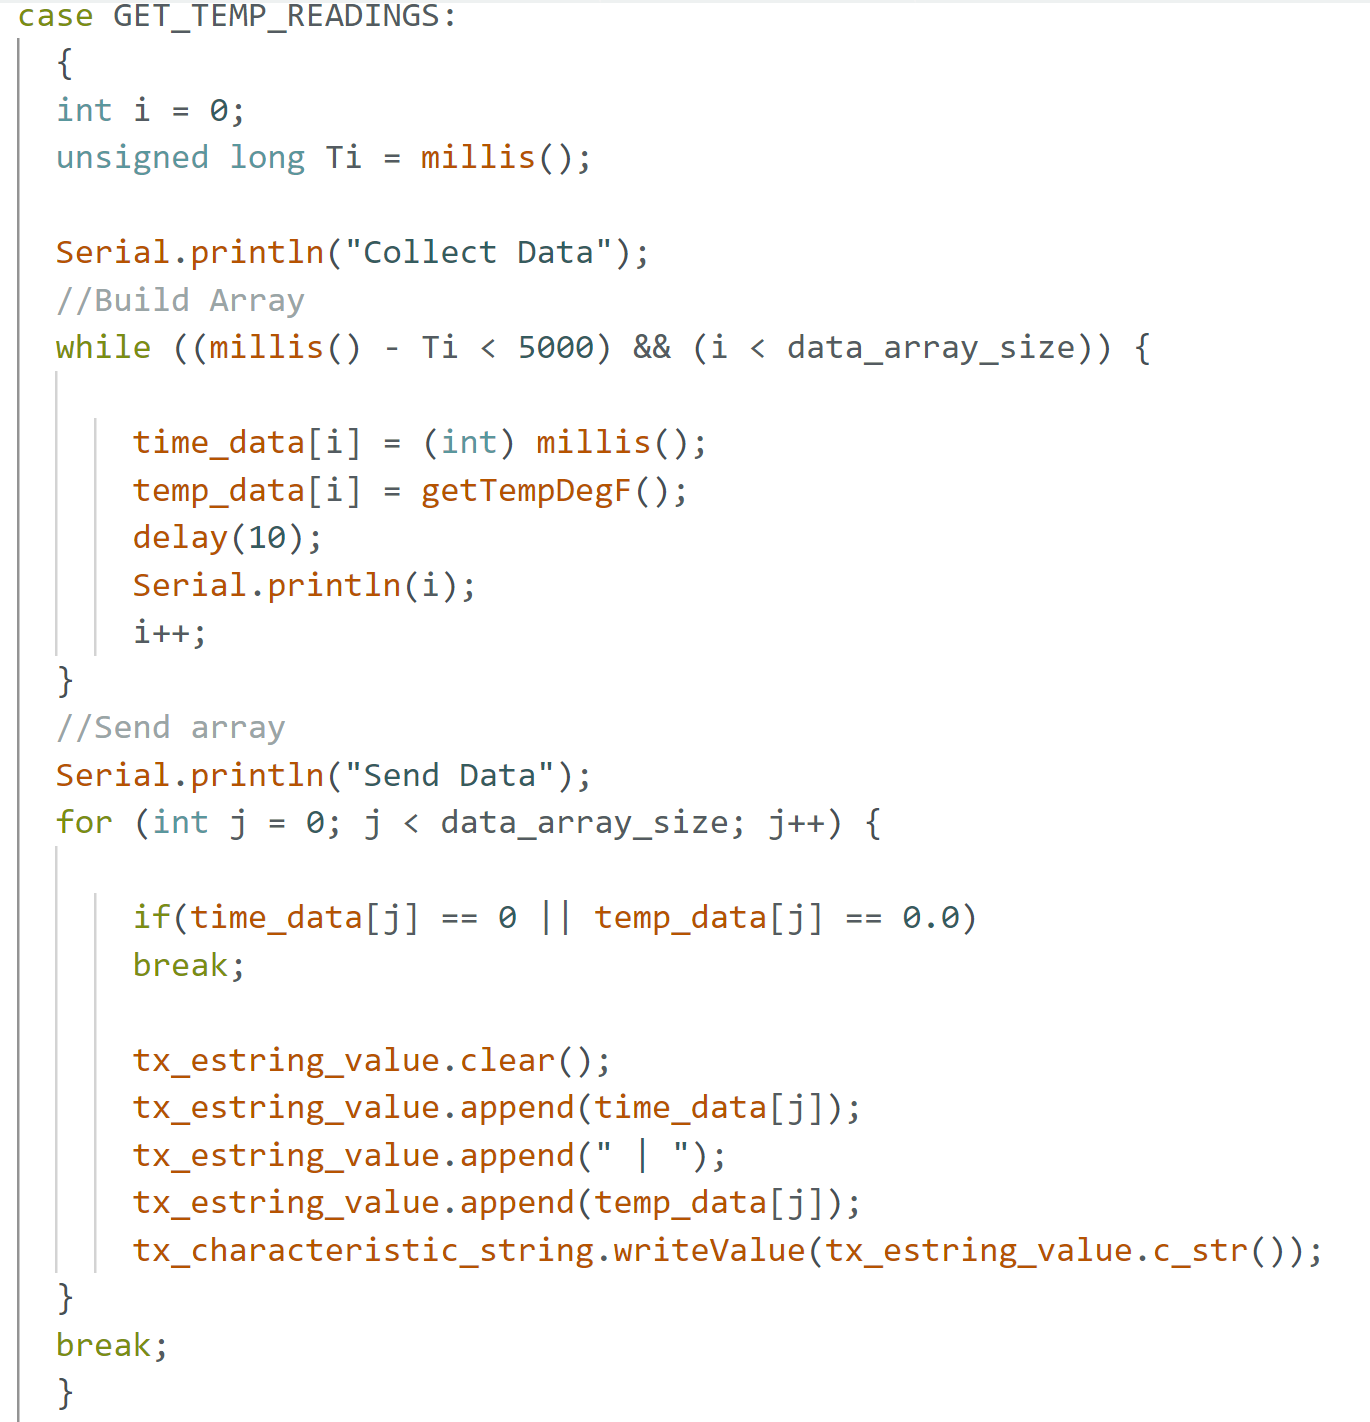 case GET_TEMP_READINGS:
{
int i = 0;
unsigned long Ti = millis();
Serial.println("Collect Data");
//Build Array
while ((millis() - Ti < 5000) && (i < data_array_size)) {
time_data[i] = (int) millis();
temp_data[i] = getTempDegF();
delay(10);
Serial.println(i);
i++;
}
//Send array
Serial.println("Send Data");
for (int j = 0; j < data_array_size; j++) {
if(time_data[j] == 0 || temp_data[j] == 0.0)
break;
tx_estring_value.clear();
tx_estring_value.append(time_data[j]);
tx_estring_value.append(" | ");
tx_estring_value.append(temp_data[j]);
tx_characteristic_string.writeValue(tx_estring_value.c_str());
}
break;
}